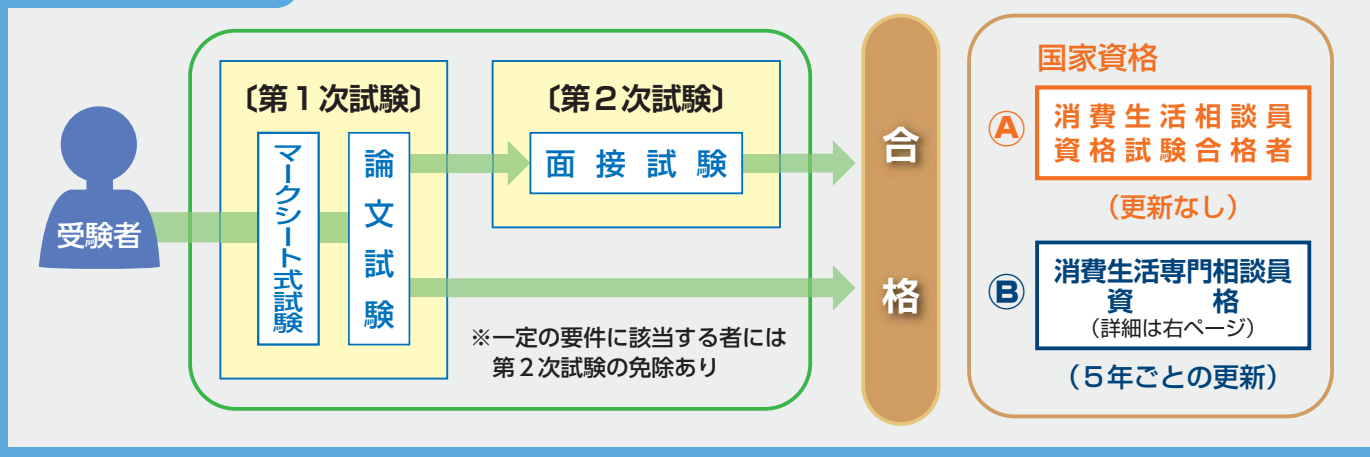 受験者
〔第1次試験〕
マークシート式試験
論文試験
〔第2次試験〕
面接試験
※一定の要件に該当する者には
第2次試験の免除あり
合格
国家資格
Ⓐ
消費生活相談員
資格試験合格者
（更新なし）
Ⓑ
消費生活専門相談員
資格
（詳細は右ページ）
（5年ごとの更新）